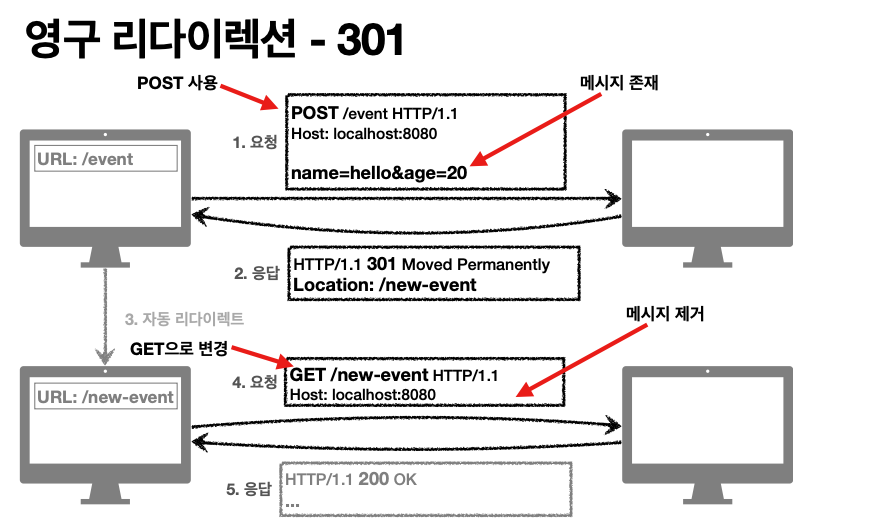 영구 리다이렉션 - 301
POST 사용
메시지 존재
1. 요청
POST /event HTTP/1.1
Host: localhost:8080
name=hello&age=20
URL: /event
2. 응답
HTTP/1.1 301 Moved Permanently
Location: /new-event
3. 자동 리다이렉트
GET으로 변경
메시지 제거
4. 요청
GET /new-event HTTP/1.1
Host: localhost:8080
URL: /new-event
5. 응답
HTTP/1.1 200 OK
...